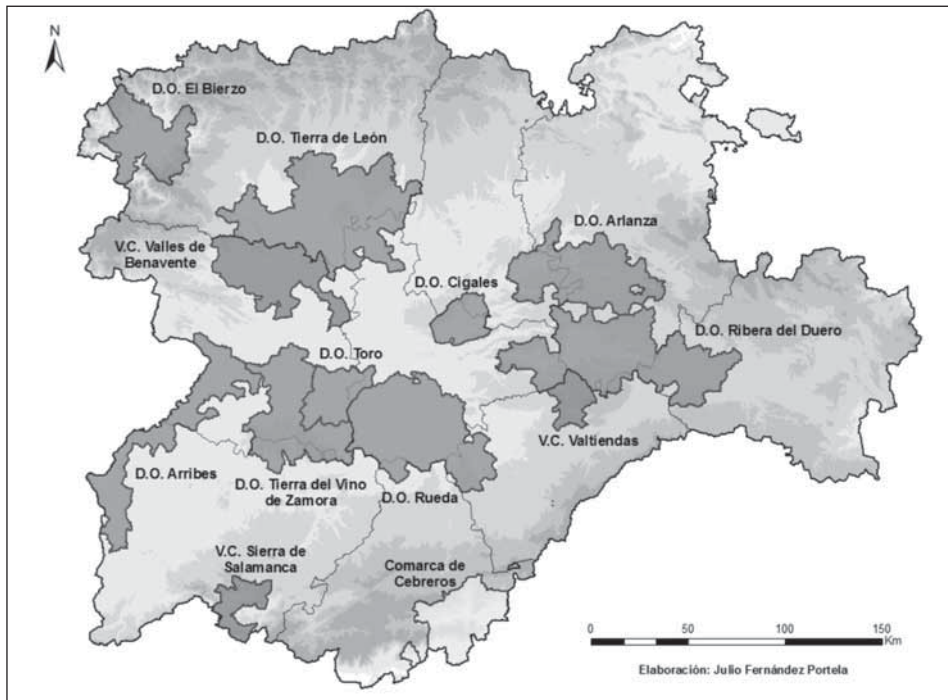 N
D.O. El Bierzo
D.O. Tierra de León
V.C. Valles de
Benavente
D.O. Arlanza
D.O. Cigales
D.O. Ribera del Duero
D.O. Toro
V.C. Valtiendas
D.O. Arribes
D.O. Tierra del Vino
de Zamora
D.O. Rueda
V.C. Sierra de
Salamanca
Comarca de
Cebreros
0 50 100 150
Km
Elaboración: Julio Fernández Portela